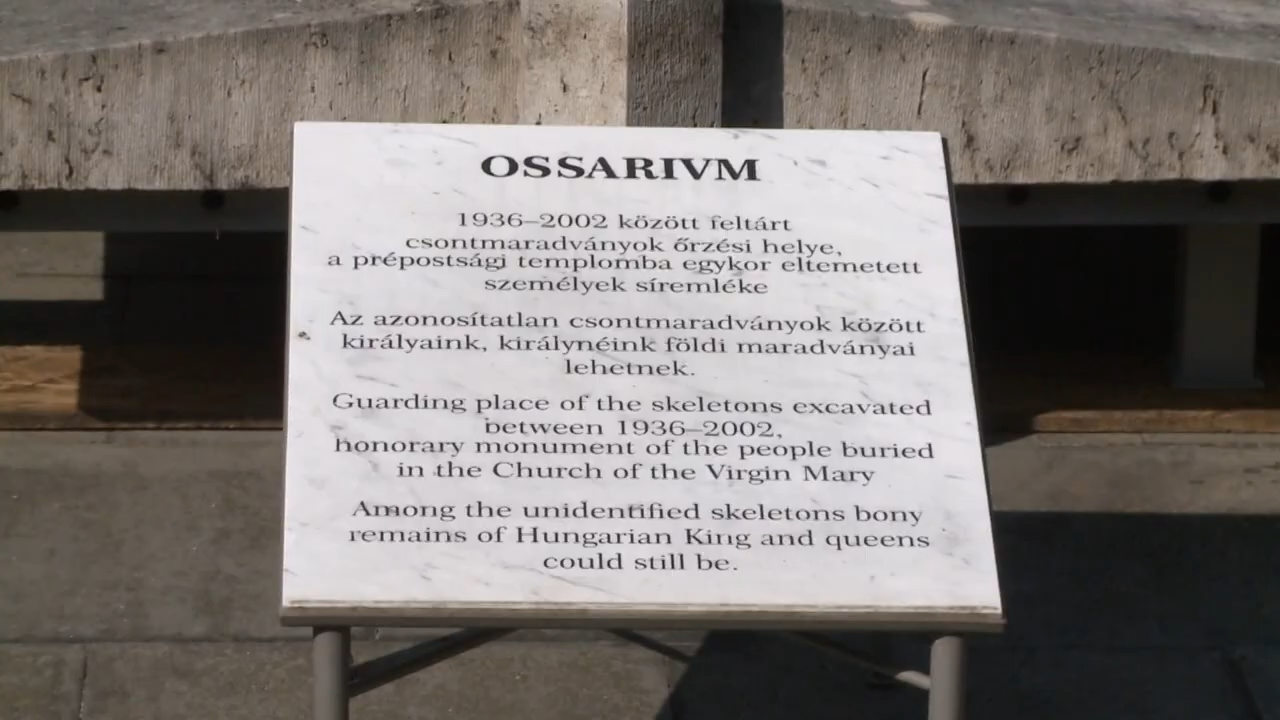 OSSARIVM
1936–2002 között feltárt
csontmaradványok őrzési helye,
a prépostsági templomba egykor eltemetett
személyek síremléke
Az azonosítatlan csontmaradványok között
királyaink, királynéink földi maradványai
lehetnek.
Guarding place of the skeletons excavated
between 1936–2002,
honorary monument of the people buried
in the Church of the Virgin Mary
Among the unidentified skeletons bony
remains of Hungarian King and queens
could still be.